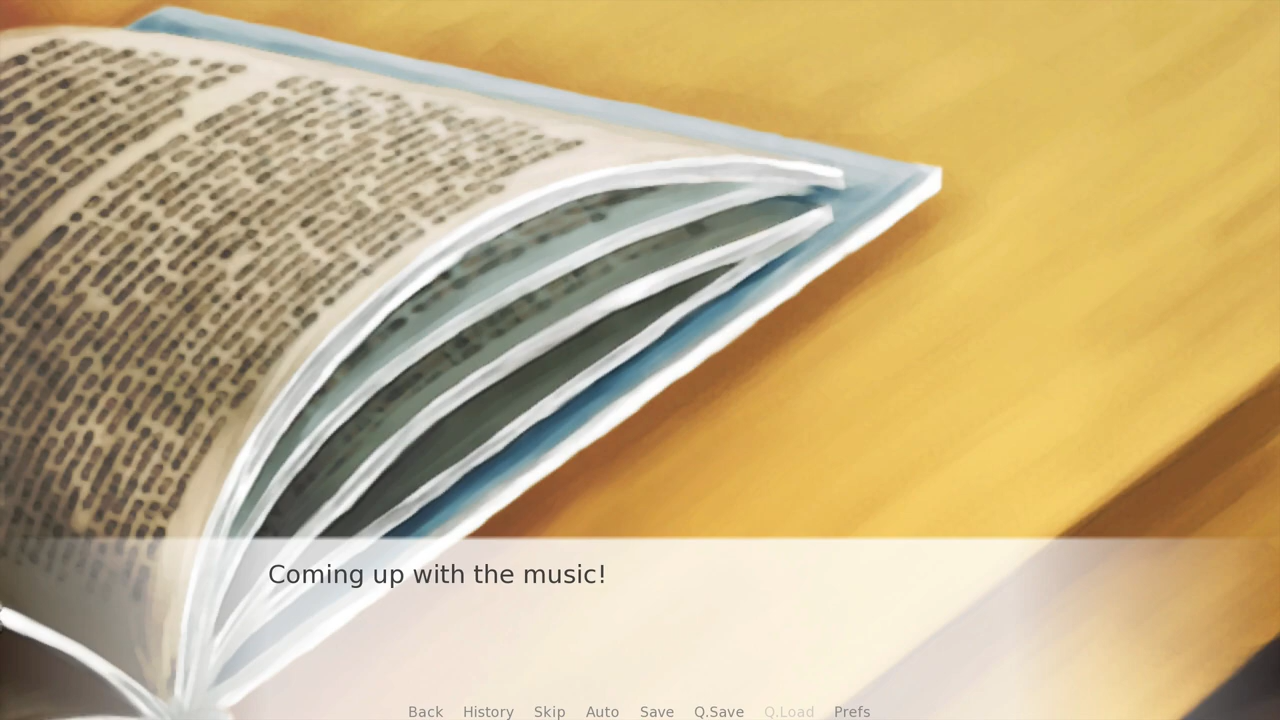 Coming up with the music!
Back History Skip Auto Save Q.Save Q.Load Prefs